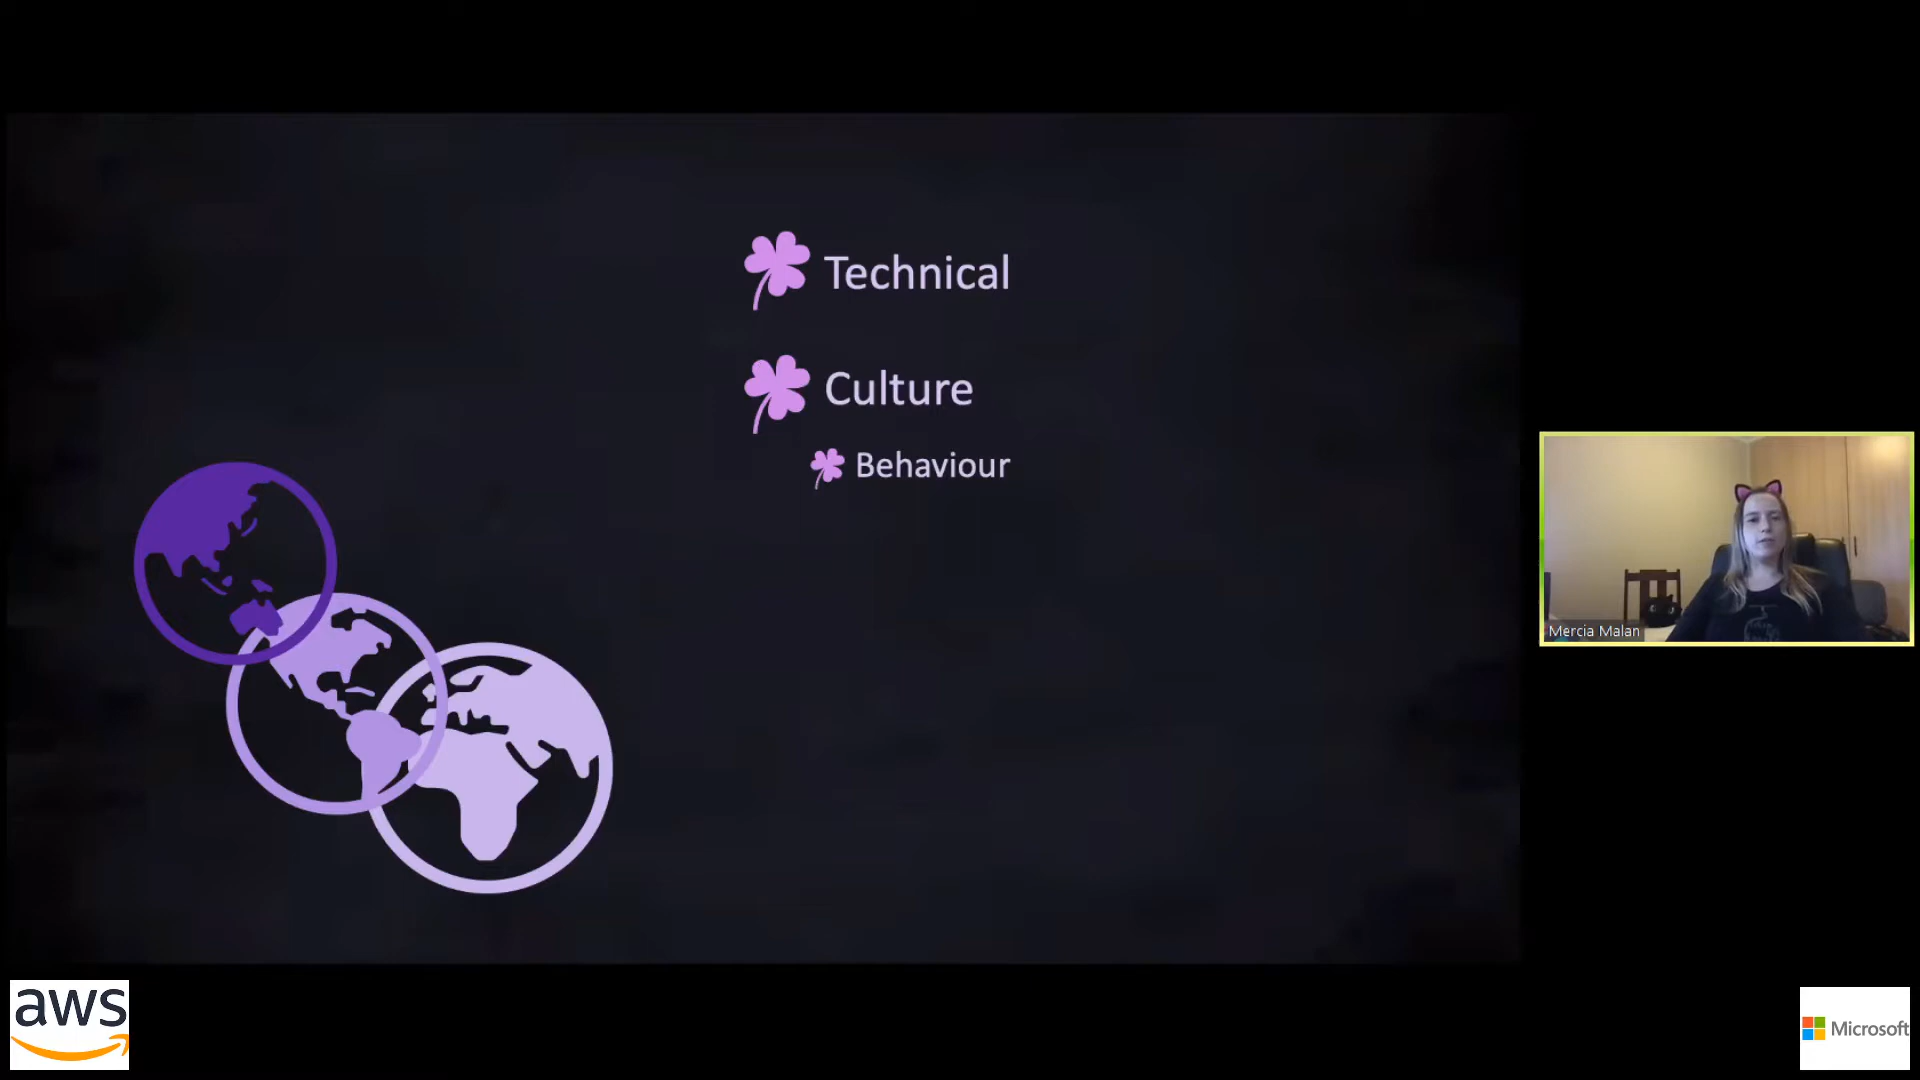 Technical
Culture
Behaviour
Mercia Malan
aws
Microsoft